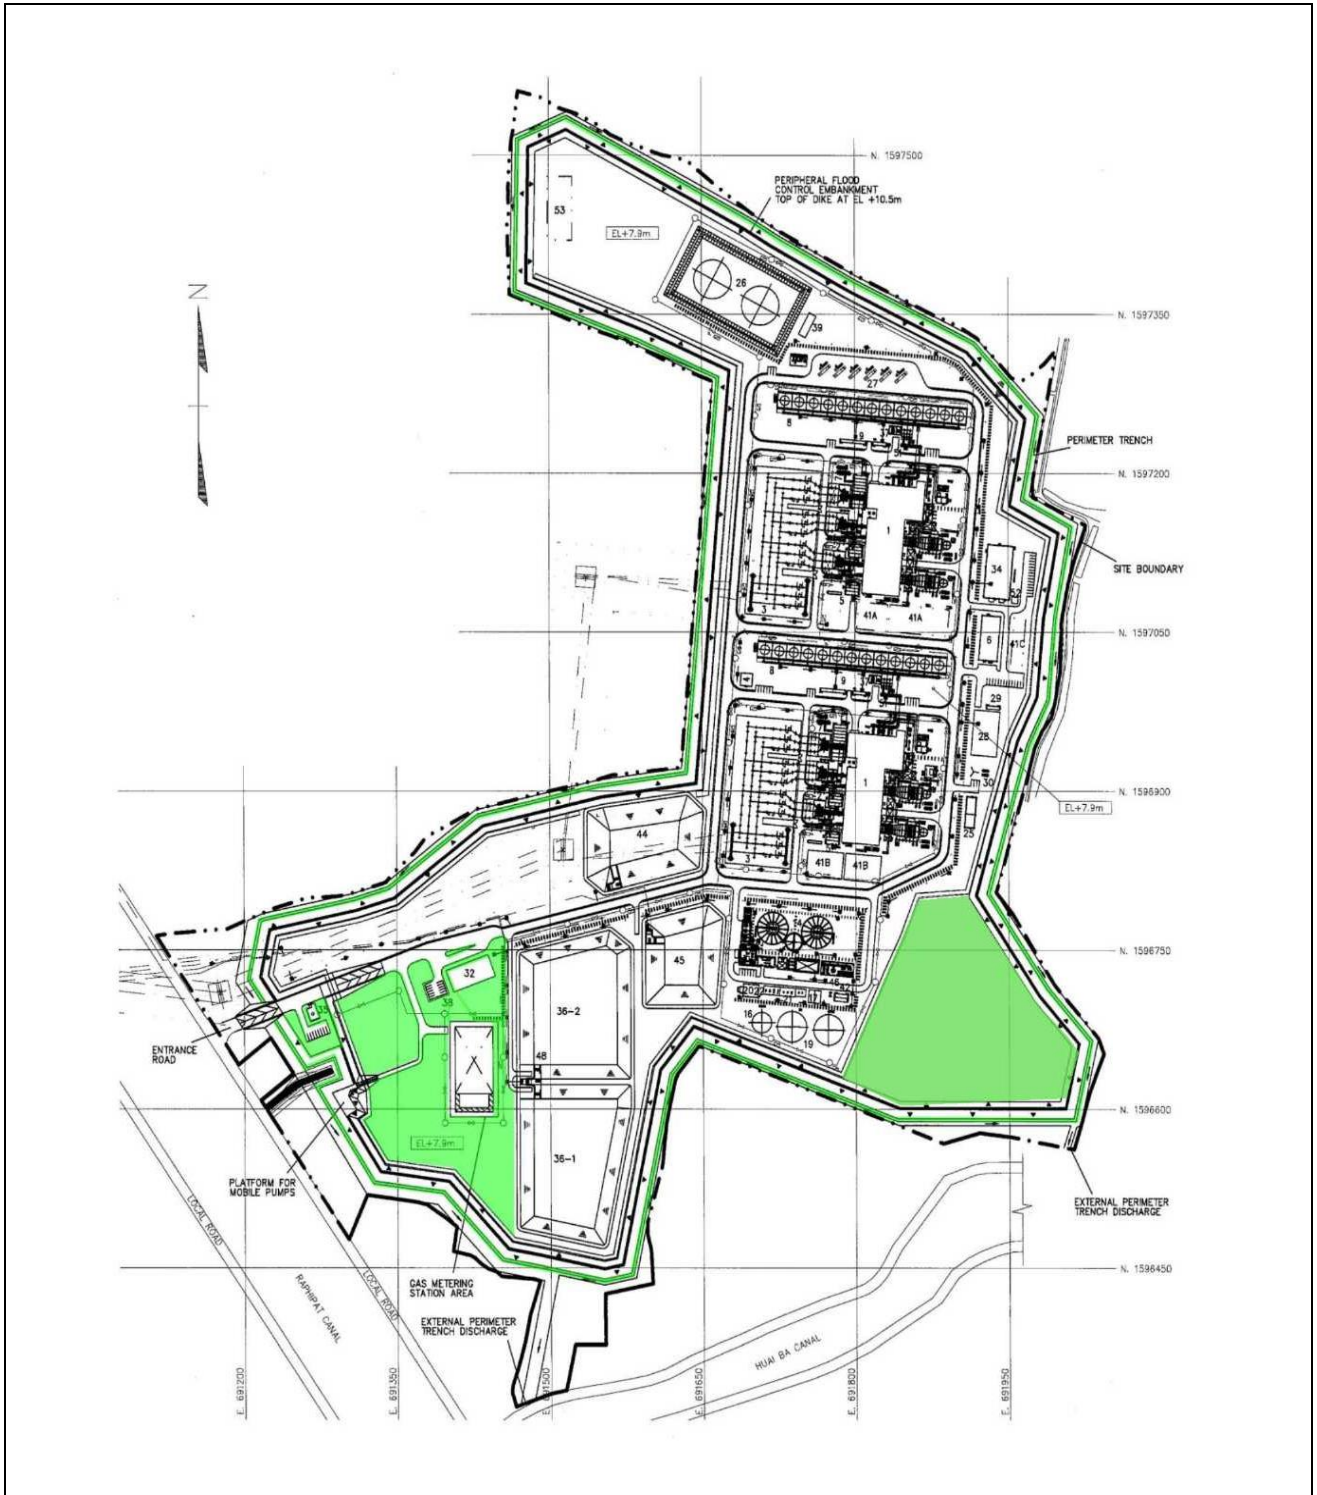 N. 1597500
PERIPHERAL FLOOD
CONTROL EMBANKMENT
TOP OF DIKE AT EL +10.5m
53
EL+7.9m
N
26
39
N. 1597350
27
8
9
PERIMETER TRENCH
N. 1597200
1
SITE BOUNDARY
34
52
3
5
41A
41A
6
41C
N. 1597050
8
9
4
29
28
30
1
N. 1596900
EL+7.9m
25
44
3
41B
41B
N. 1596750
45
32
38
36-2
46
42
17
16
19
ENTRANCE
ROAD
48
N. 1596600
EL+7.9m
36-1
PLATFORM FOR
MOBILE PUMPS
EXTERNAL PERIMETER
TRENCH DISCHARGE
LOCAL ROAD
N. 1596450
GAS METERING
STATION AREA
LOCAL ROAD
RAPHIPAT CANAL
EXTERNAL PERIMETER
TRENCH DISCHARGE
HUAI BA CANAL
E. 691200
E. 691350
E. 691500
E. 691650
E. 691800
E. 691950